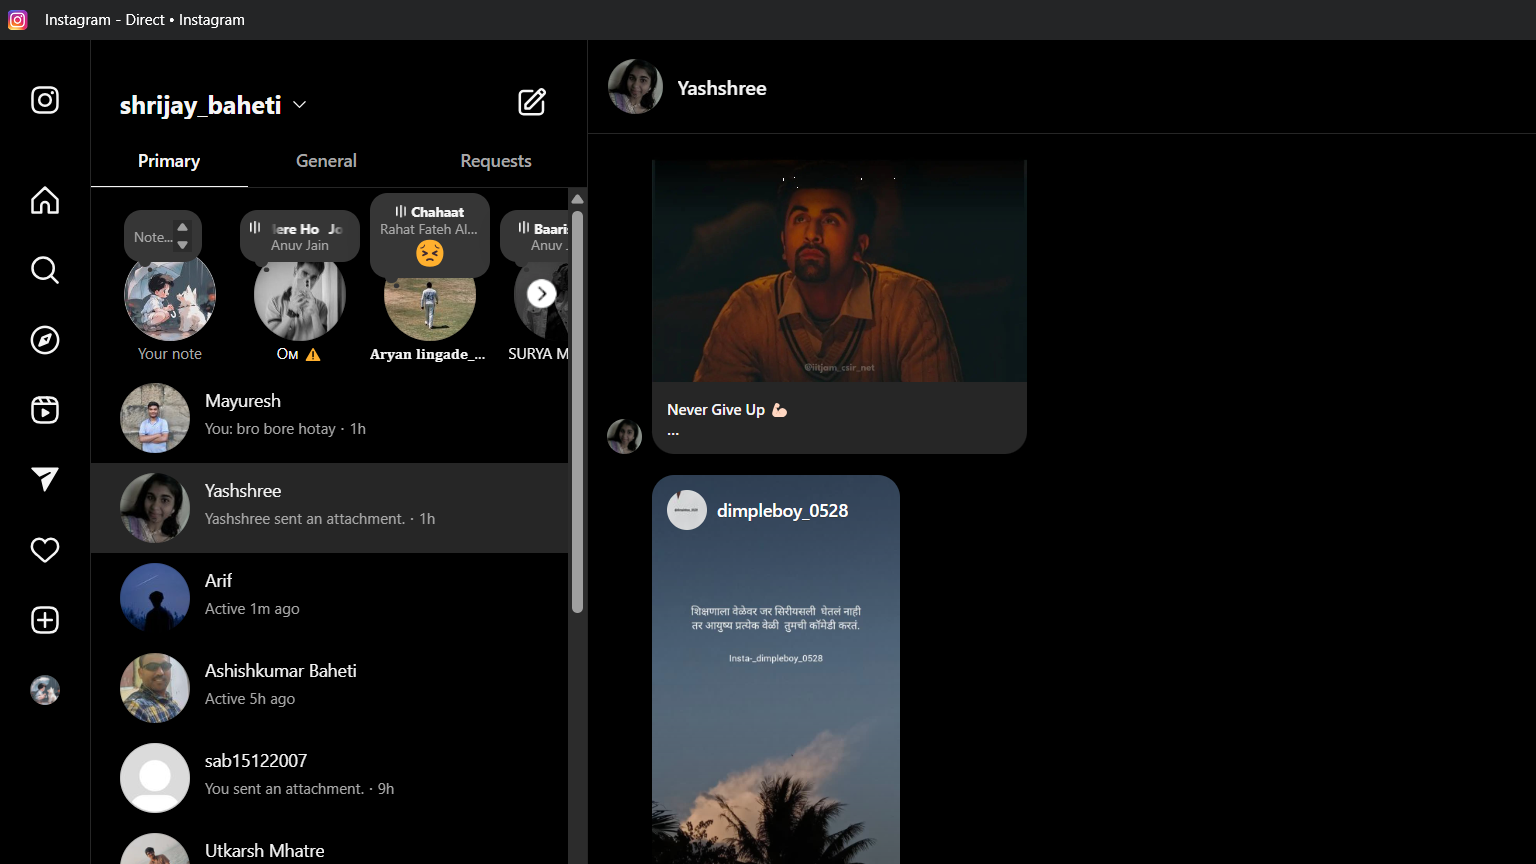 Instagram - Direct • Instagram
shrijay_baheti
Primary
General
Requests
Note...
ere Ho Jo
Anuv Jain
Chahaat
Rahat Fateh Al...
Baaris
Anuv J
Your note
Oм
Aryan lingade_...
SURYA M
Mayuresh
You: bro bore hotay · 1h
Yashshree
Yashshree sent an attachment. · 1h
Arif
Active 1m ago
Ashishkumar Baheti
Active 5h ago
sab15122007
You sent an attachment. · 9h
Utkarsh Mhatre
Yashshree
@iitjam_csir_net
Never Give Up 💪🏻
...
dimpleboy_0528
शिक्षणाला वेळेवर जर सिरीयसली घेतलं नाही
तर आयुष्य प्रत्येक वेळी तुमची कॉमेडी करतं.
Insta-_dimpleboy_0528